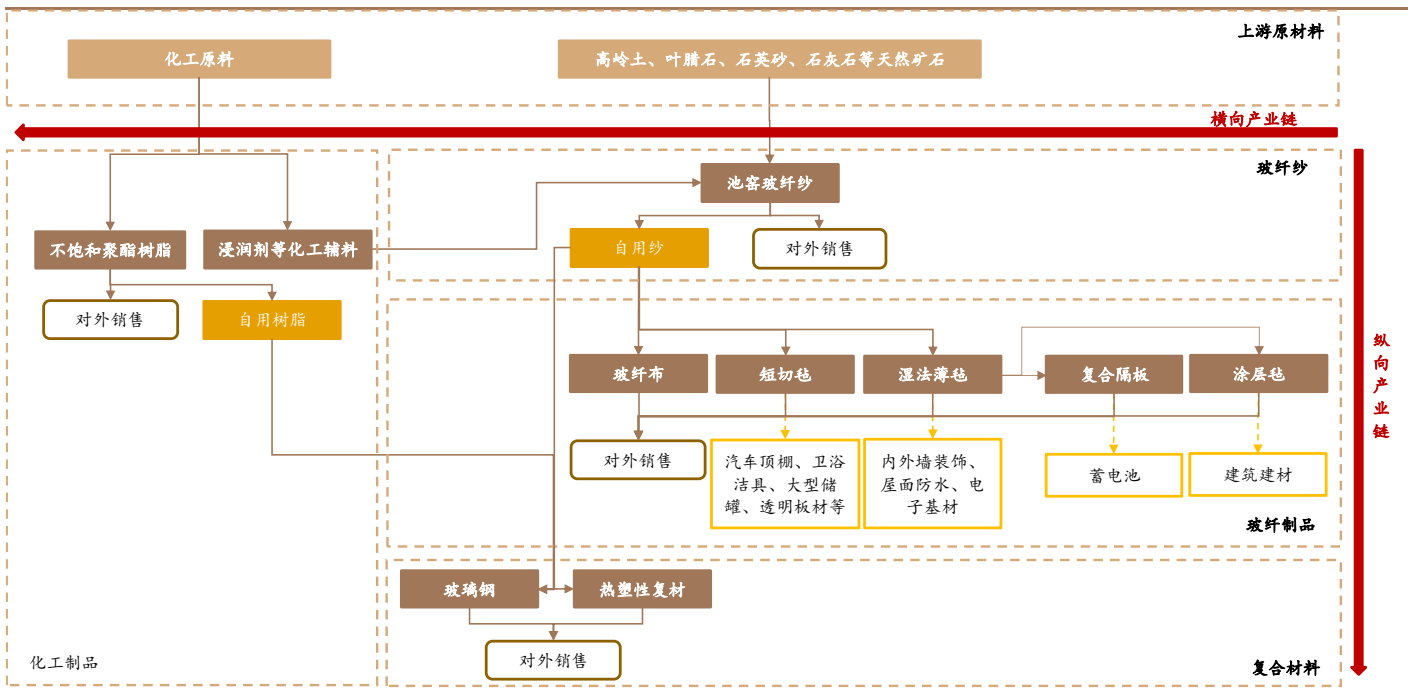 上游原材料
化工原料
高岭土、叶腊石、石英砂、石灰石等天然矿石
横向产业链
玻纤纱
池窑玻纤纱
不饱和聚酯树脂
浸润剂等化工辅料
自用纱
对外销售
对外销售
自用树脂
纵
向
产
业
链
玻纤布
短切毡
湿法薄毡
复合隔板
涂层毡
对外销售
汽车顶棚、卫浴
洁具、大型储
罐、透明板材等
内外墙装饰、
屋面防水、电
子基材
蓄电池
建筑建材
玻纤制品
玻璃钢
热塑性复材
对外销售
化工制品
复合材料